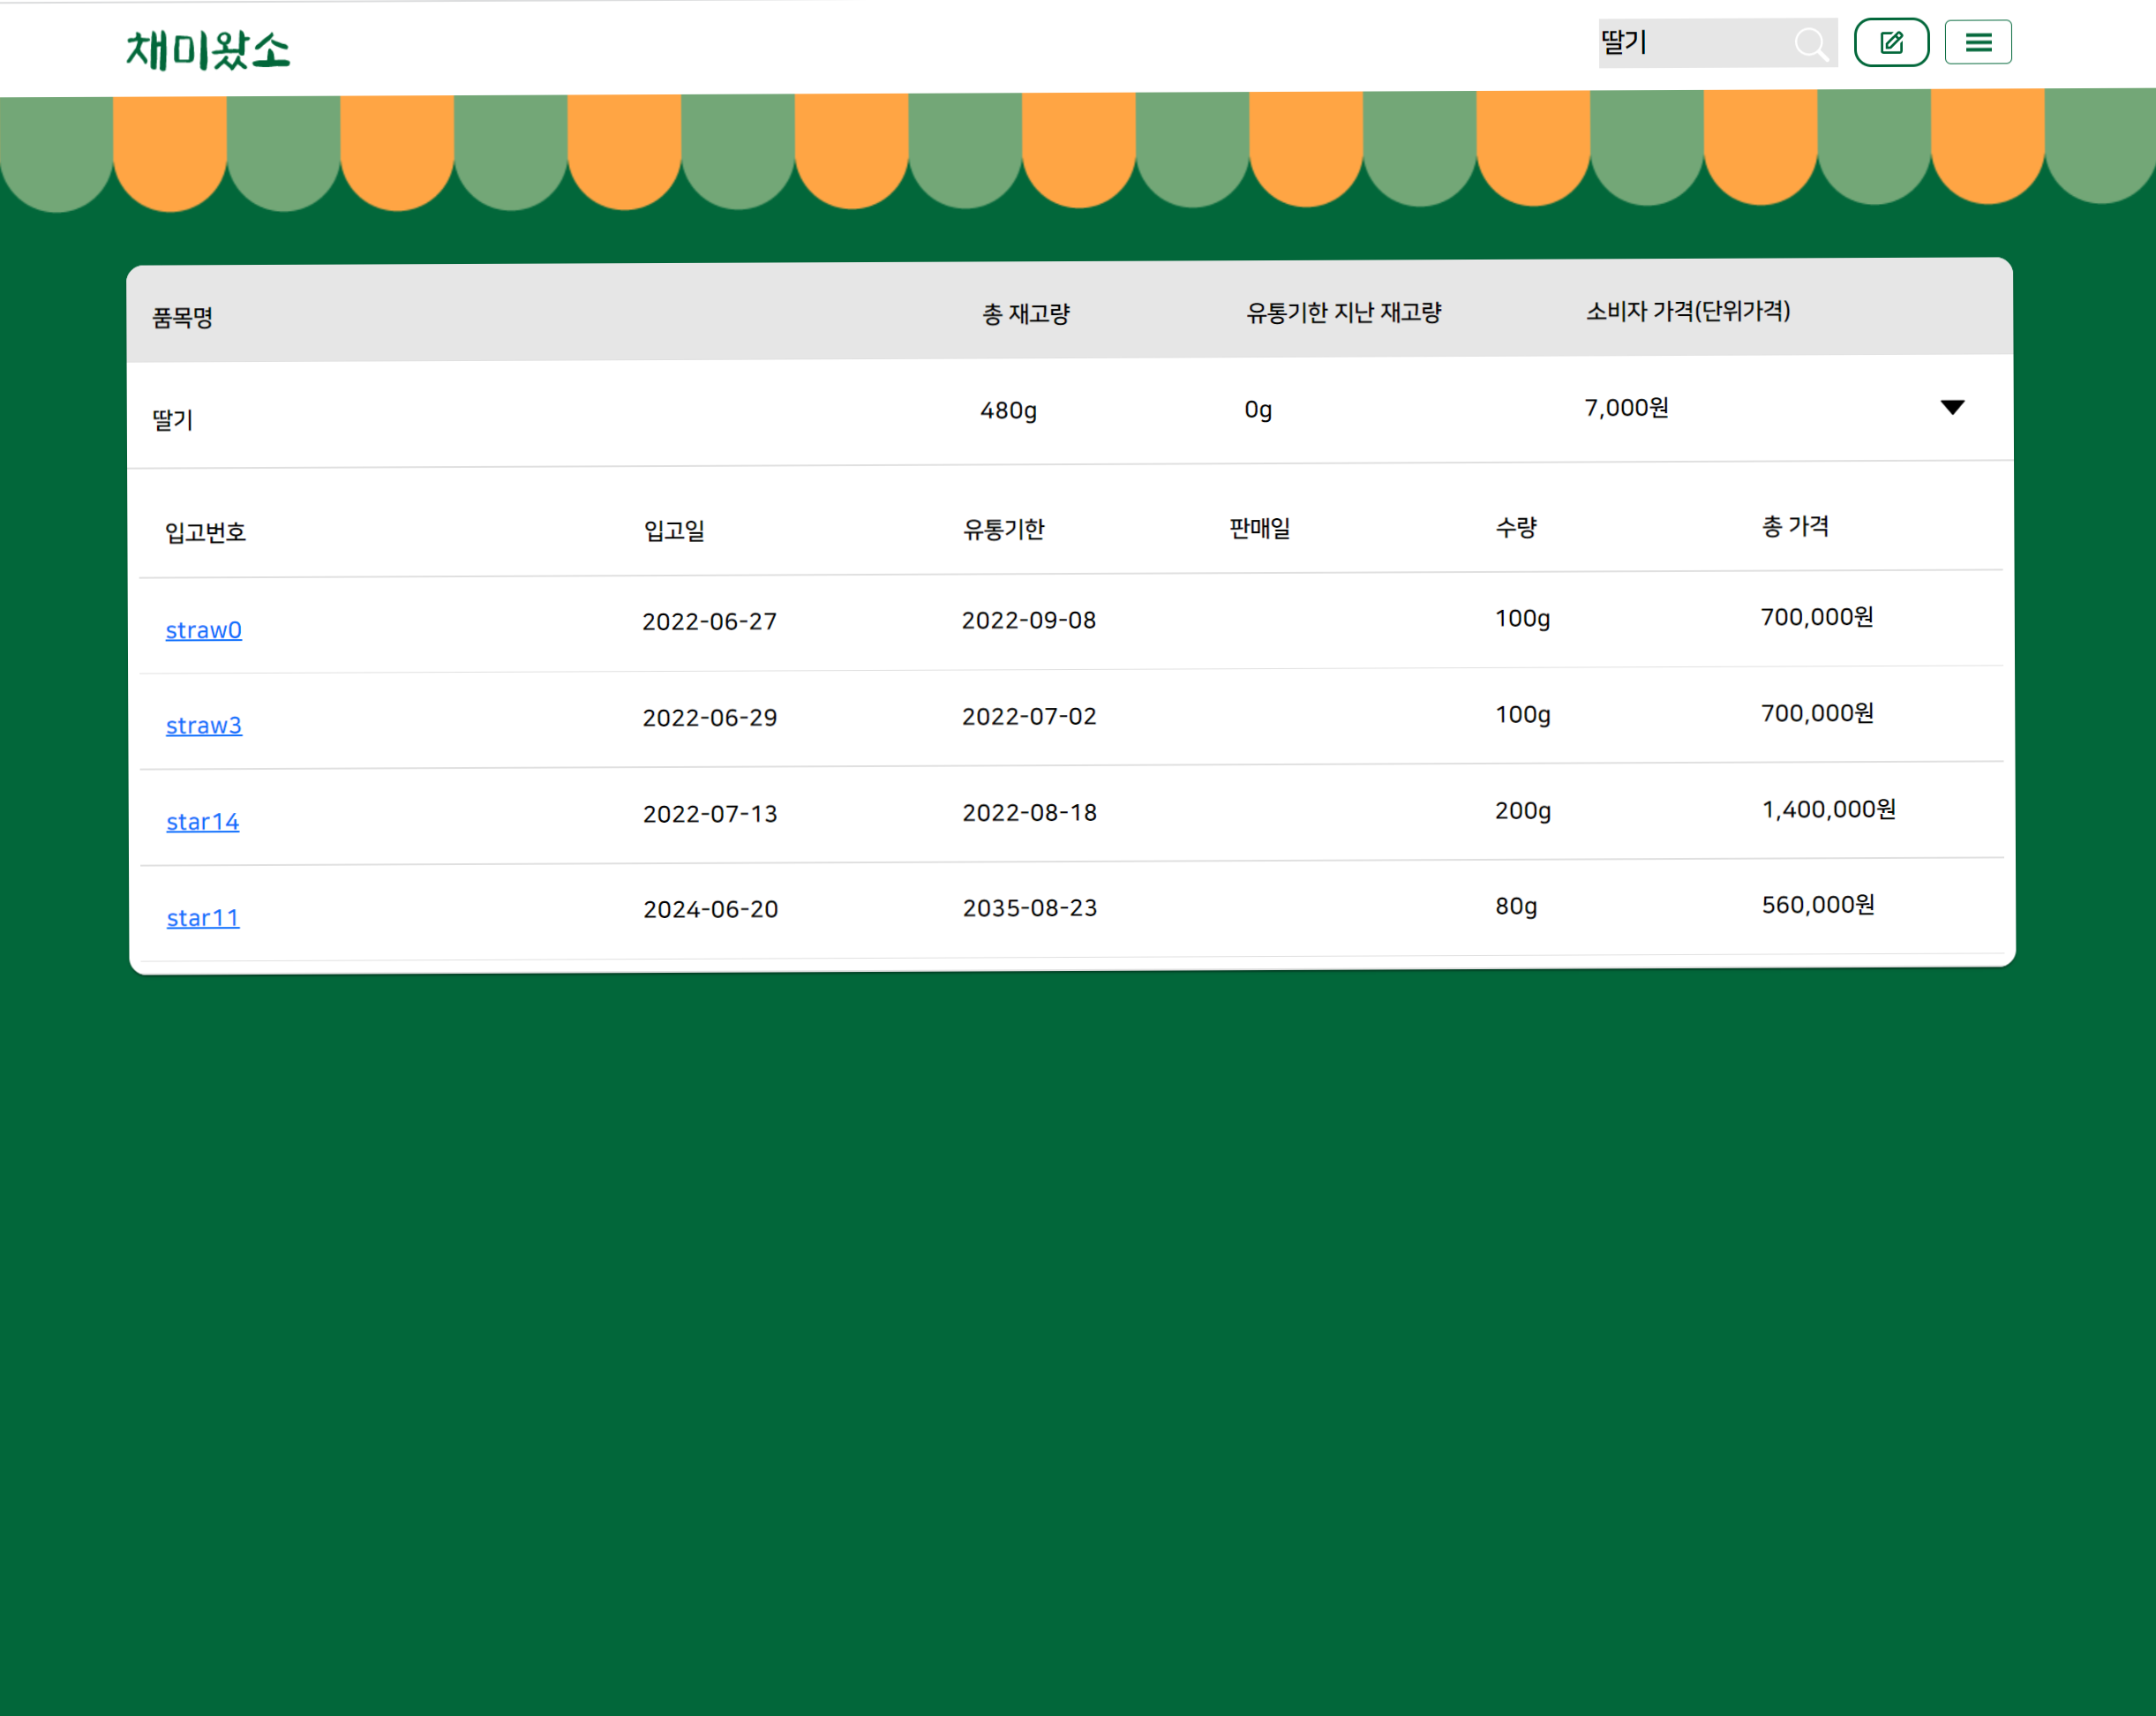 채미왔소
딸기
품목명 총 재고량 유통기한 지난 재고량 소비자 가격(단위가격)
딸기 480g 0g 7,000원
입고번호 입고일 유통기한 판매일 수량 총 가격
straw0 2022-06-27 2022-09-08 100g 700,000원
straw3 2022-06-29 2022-07-02 100g 700,000원
star14 2022-07-13 2022-08-18 200g 1,400,000원
star11 2024-06-20 2035-08-23 80g 560,000원